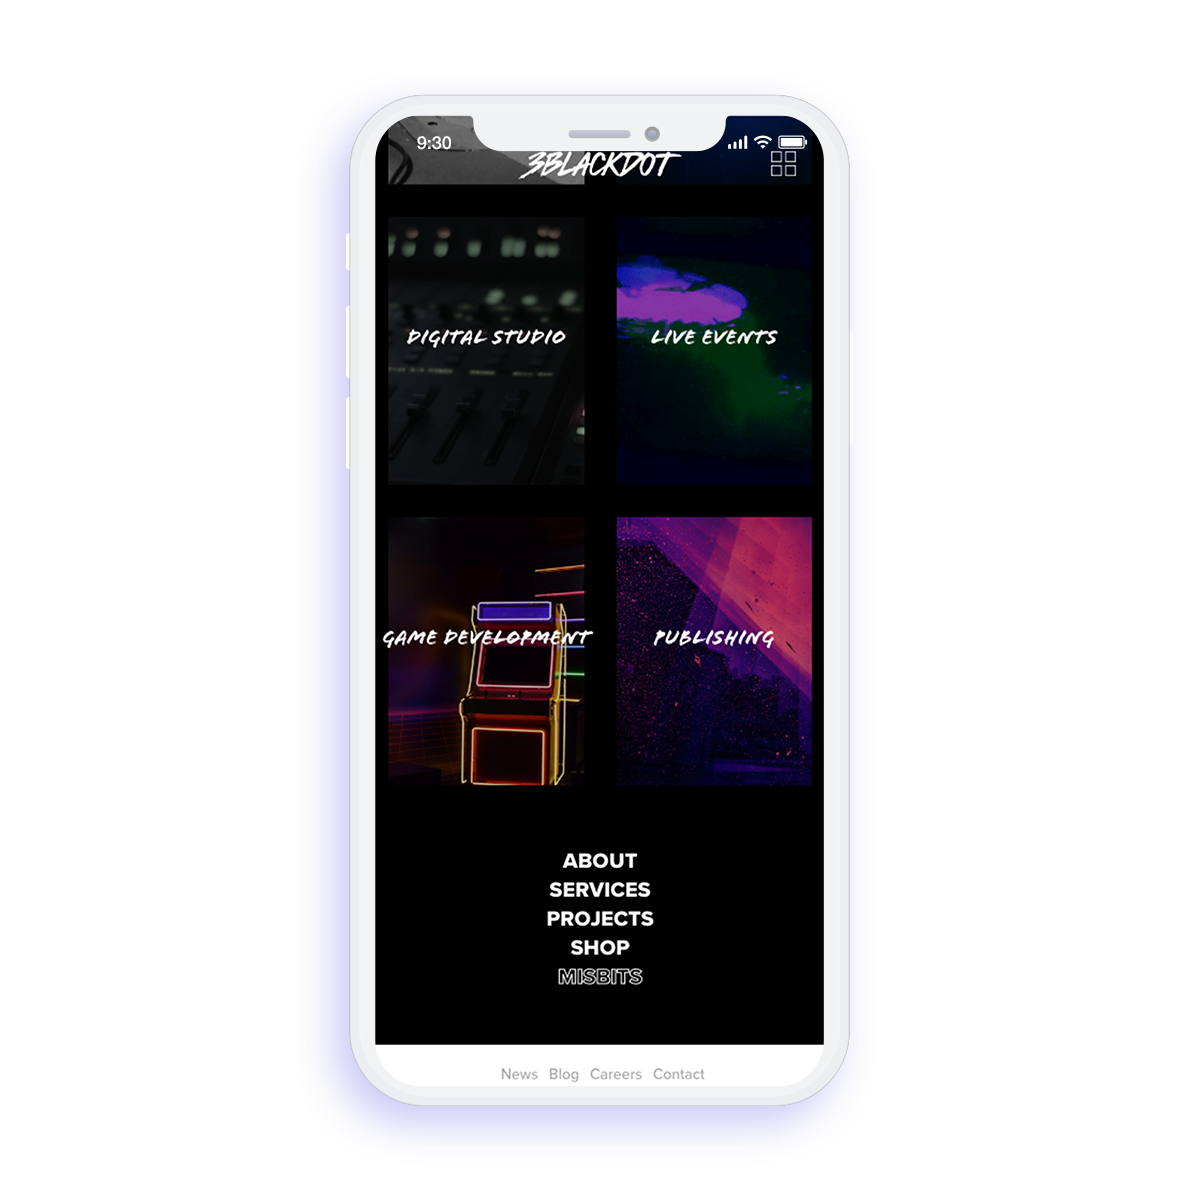 9:30
3BLACKDOT
DIGITAL STUDIO
LIVE EVENTS
GAME DEVELOPMENT
PUBLISHING
ABOUT
SERVICES
PROJECTS
SHOP
MISBITS
News Blog Careers Contact